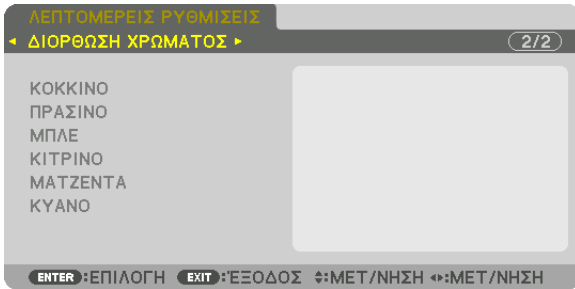 ΛΕΠΤΟΜΕΡΕΙΣ ΡΥΘΜΙΣΕΙΣ
ΔΙΟΡΘΩΣΗ ΧΡΩΜΑΤΟΣ 2/2
ΚΟΚΚΙΝΟ
ΠΡΑΣΙΝΟ
ΜΠΛΕ
ΚΙΤΡΙΝΟ
ΜΑΤΖΕΝΤΑ
ΚΥΑΝΟ
ENTER:ΕΠΙΛΟΓΗ EXIT:ΈΞΟΔΟΣ :ΜΕΤ/ΝΗΣΗ :ΜΕΤ/ΝΗΣΗ